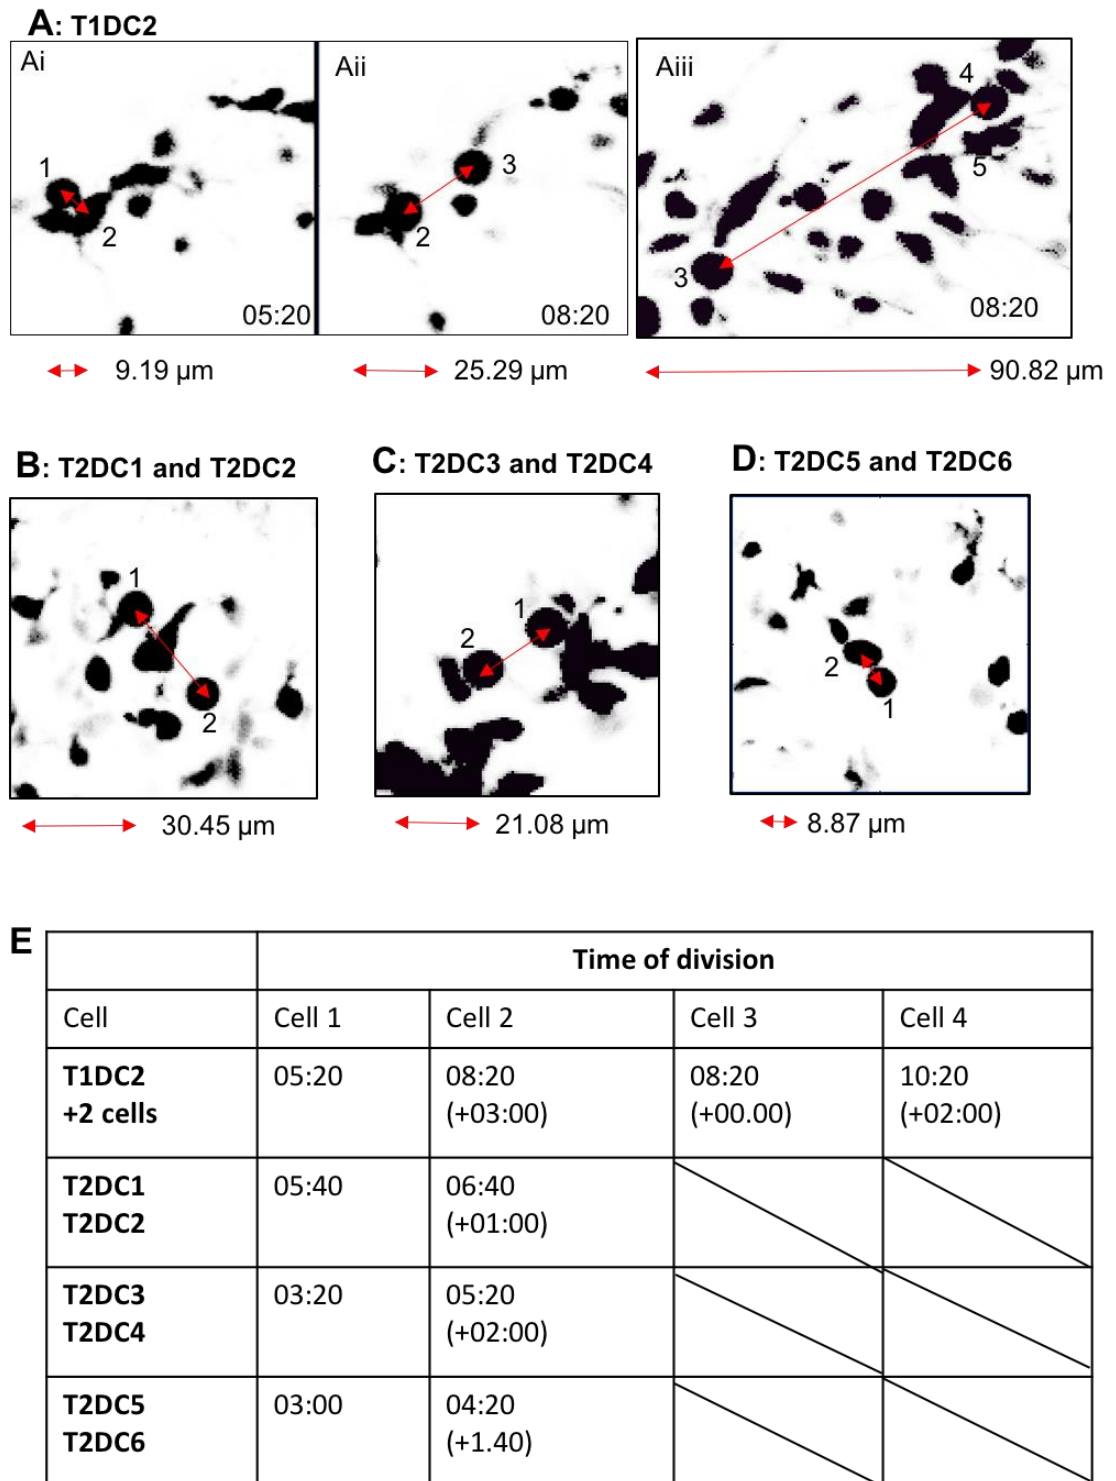 A: T1DC2
Ai
Aii
Aiii
1
2
3
2
4
5
3
05:20
08:20
08:20
9.19 µm
25.29 µm
90.82 µm
B: T2DC1 and T2DC2
C: T2DC3 and T2DC4
D: T2DC5 and T2DC6
1
2
1
2
2
1
30.45 µm
21.08 µm
8.87 µm
E
Time of division
Cell
Cell 1
Cell 2
Cell 3
Cell 4
T1DC2
+2 cells
05:20
08:20
(+03:00)
08:20
(+00.00)
10:20
(+02:00)
T2DC1
T2DC2
05:40
06:40
(+01:00)
T2DC3
T2DC4
03:20
05:20
(+02:00)
T2DC5
T2DC6
03:00
04:20
(+1.40)